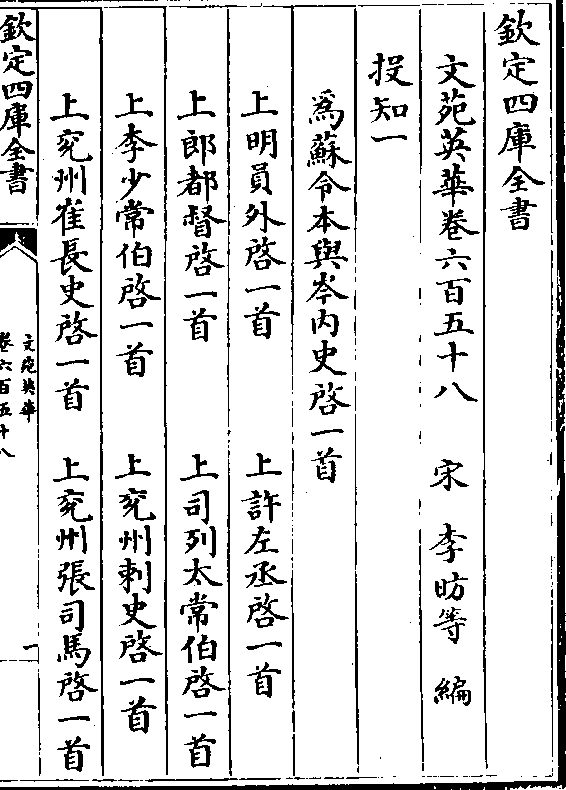 欽定四庫全書
文苑英華卷六百五十八 宋 李昉等 編
投知一
爲蘇令本與岑内史啓一首
上明員外啓一首 上許左丞啓一首
上郎都督啓一首 上司列太常伯啓一首
上李少常伯啓一首 上兖州刺史啓一首
上兖州崔長史啓一首 上兖州張司馬啓一首
欽定四庫全書
文苑英華
卷六百五十八
一